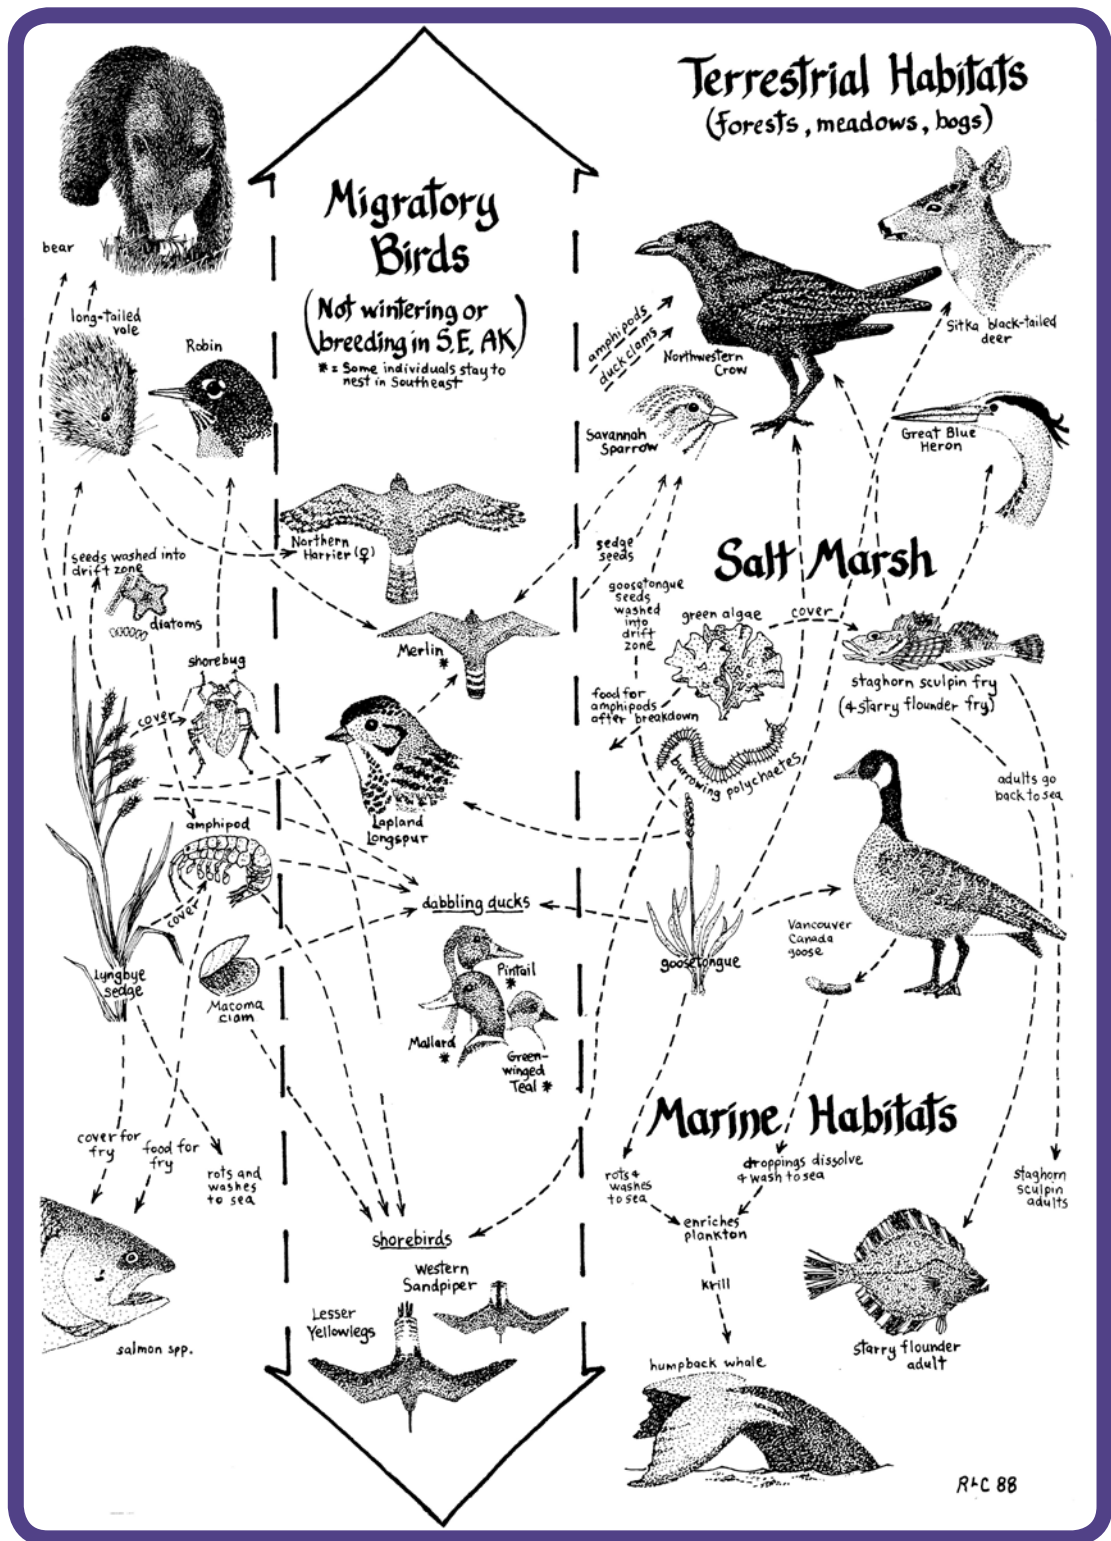 Terrestrial Habitats
(forests, meadows, bogs)
Migratory
Birds
(Not wintering or
breeding in S.E. AK)
* = Some individuals stay to
nest in Southeast
bear
long-tailed
vole
Robin
amphipods
duck clams
Northwestern
Crow
Sitka black-tailed
deer
Savannah
Sparrow
Great Blue
Heron
Northern
Harrier (♀)
sedge
seeds
Salt Marsh
seeds washed into
drift zone
diatoms
goosetongue
seeds
washed
into
drift
zone
green algae
cover
Merlin
*
shorebug
staghorn sculpin fry
(& starry flounder fry)
food for
amphipods
after breakdown
cover
burrowing polychaetes
adults go
back to sea
Lapland
Longspur
amphipod
cover
dabbling ducks
Vancouver
Canada
goose
goosetongue
Lyngbye
sedge
Macoma
clam
Pintail
*
Mallard
*
Green-
winged
Teal *
Marine Habitats
cover for
fry
food for
fry
rots and
washes
to sea
rots &
washes
to sea
droppings dissolve
& wash to sea
staghorn
sculpin
adults
enriches
plankton
shorebirds
Western
Sandpiper
krill
Lesser
Yellowlegs
salmon spp.
starry flounder
adult
humpback whale
RLC 88